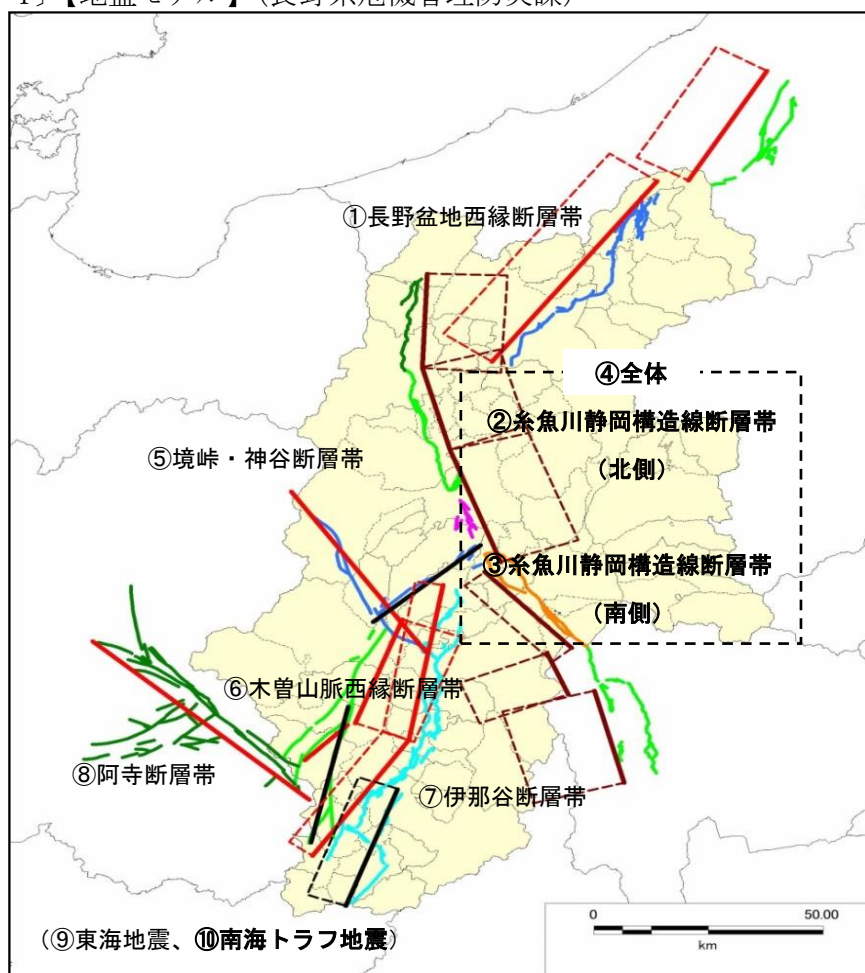 ①長野盆地西縁断層帯
④全体
②糸魚川静岡構造線断層帯
（北側）
⑤境峠・神谷断層帯
③糸魚川静岡構造線断層帯
（南側）
⑥木曽山脈西縁断層帯
⑧阿寺断層帯
⑦伊那谷断層帯
0 50.00
km
（⑨東海地震、⑩南海トラフ地震）